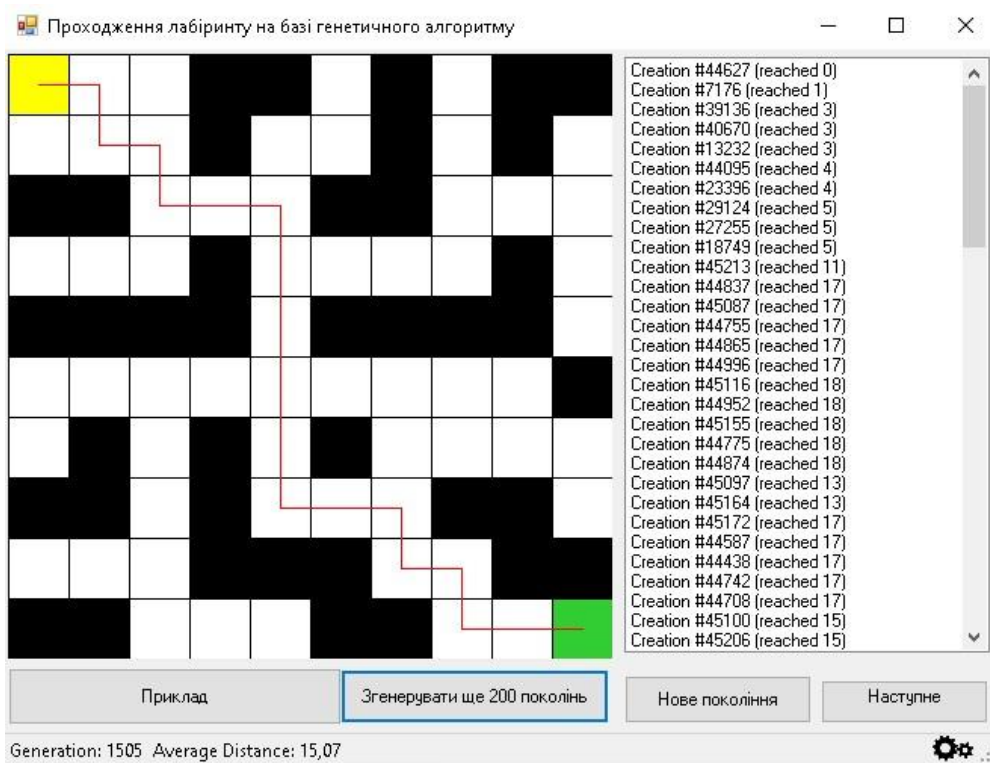 Проходження лабіринту на базі генетичного алгоритму
Creation #44627 (reached 0)
Creation #7176 (reached 1)
Creation #39136 (reached 3)
Creation #40670 (reached 3)
Creation #13232 (reached 3)
Creation #44095 (reached 4)
Creation #23396 (reached 4)
Creation #29124 (reached 5)
Creation #27255 (reached 5)
Creation #18749 (reached 5)
Creation #45213 (reached 11)
Creation #44837 (reached 17)
Creation #45087 (reached 17)
Creation #44755 (reached 17)
Creation #44865 (reached 17)
Creation #44996 (reached 17)
Creation #45116 (reached 18)
Creation #44952 (reached 18)
Creation #45155 (reached 18)
Creation #44775 (reached 18)
Creation #44874 (reached 18)
Creation #45097 (reached 13)
Creation #45164 (reached 13)
Creation #45172 (reached 17)
Creation #44587 (reached 17)
Creation #44438 (reached 17)
Creation #44742 (reached 17)
Creation #44708 (reached 17)
Creation #45100 (reached 15)
Creation #45206 (reached 15)
Приклад
Згенерувати ще 200 поколінь
Нове покоління
Наступне
Generation: 1505 Average Distance: 15,07